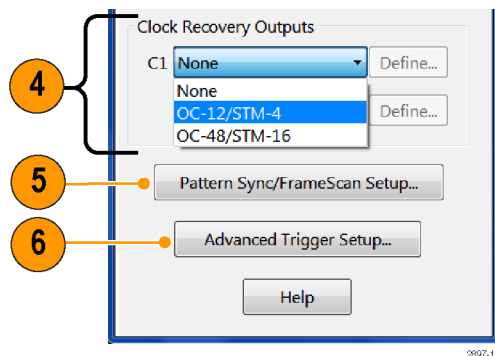 Clock Recovery Outputs
4
C1 None Define...
None
OC-12/STM-4 Define...
OC-48/STM-16
5 Pattern Sync/FrameScan Setup...
6 Advanced Trigger Setup...
Help